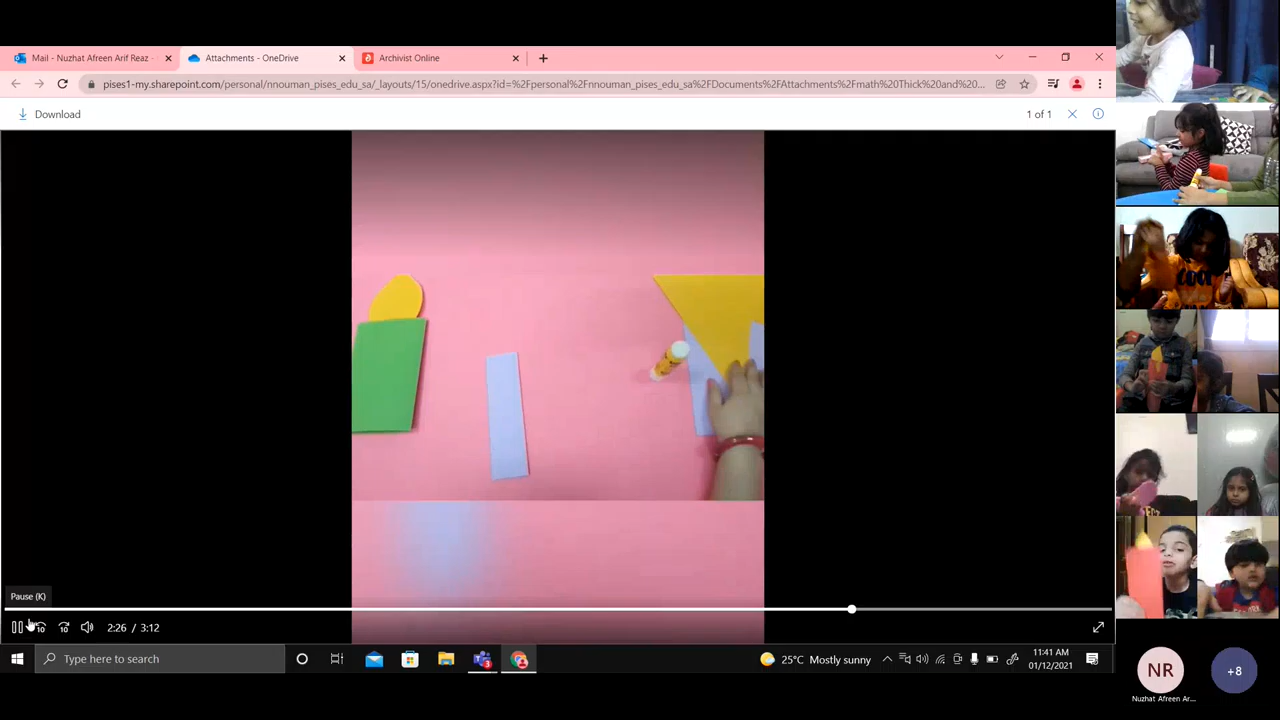 Mail - Nuzhat Afreen Arif Reaz
Attachments - OneDrive
Archivist Online
pises1-my.sharepoint.com/personal/nnouman_pises_edu_sa/_layouts/15/onedrive.aspx?id=%2Fpersonal%2Fnnouman_pises_edu_sa%2FDocuments%2FAttachments%2Fmath%20Thick%20and%20...
Download
1 of 1
Pause (K)
10
10
2:26 / 3:12
Type here to search
25°C Mostly sunny
11:41 AM
01/12/2021
NR
+8
Nuzhat Afreen Ar...